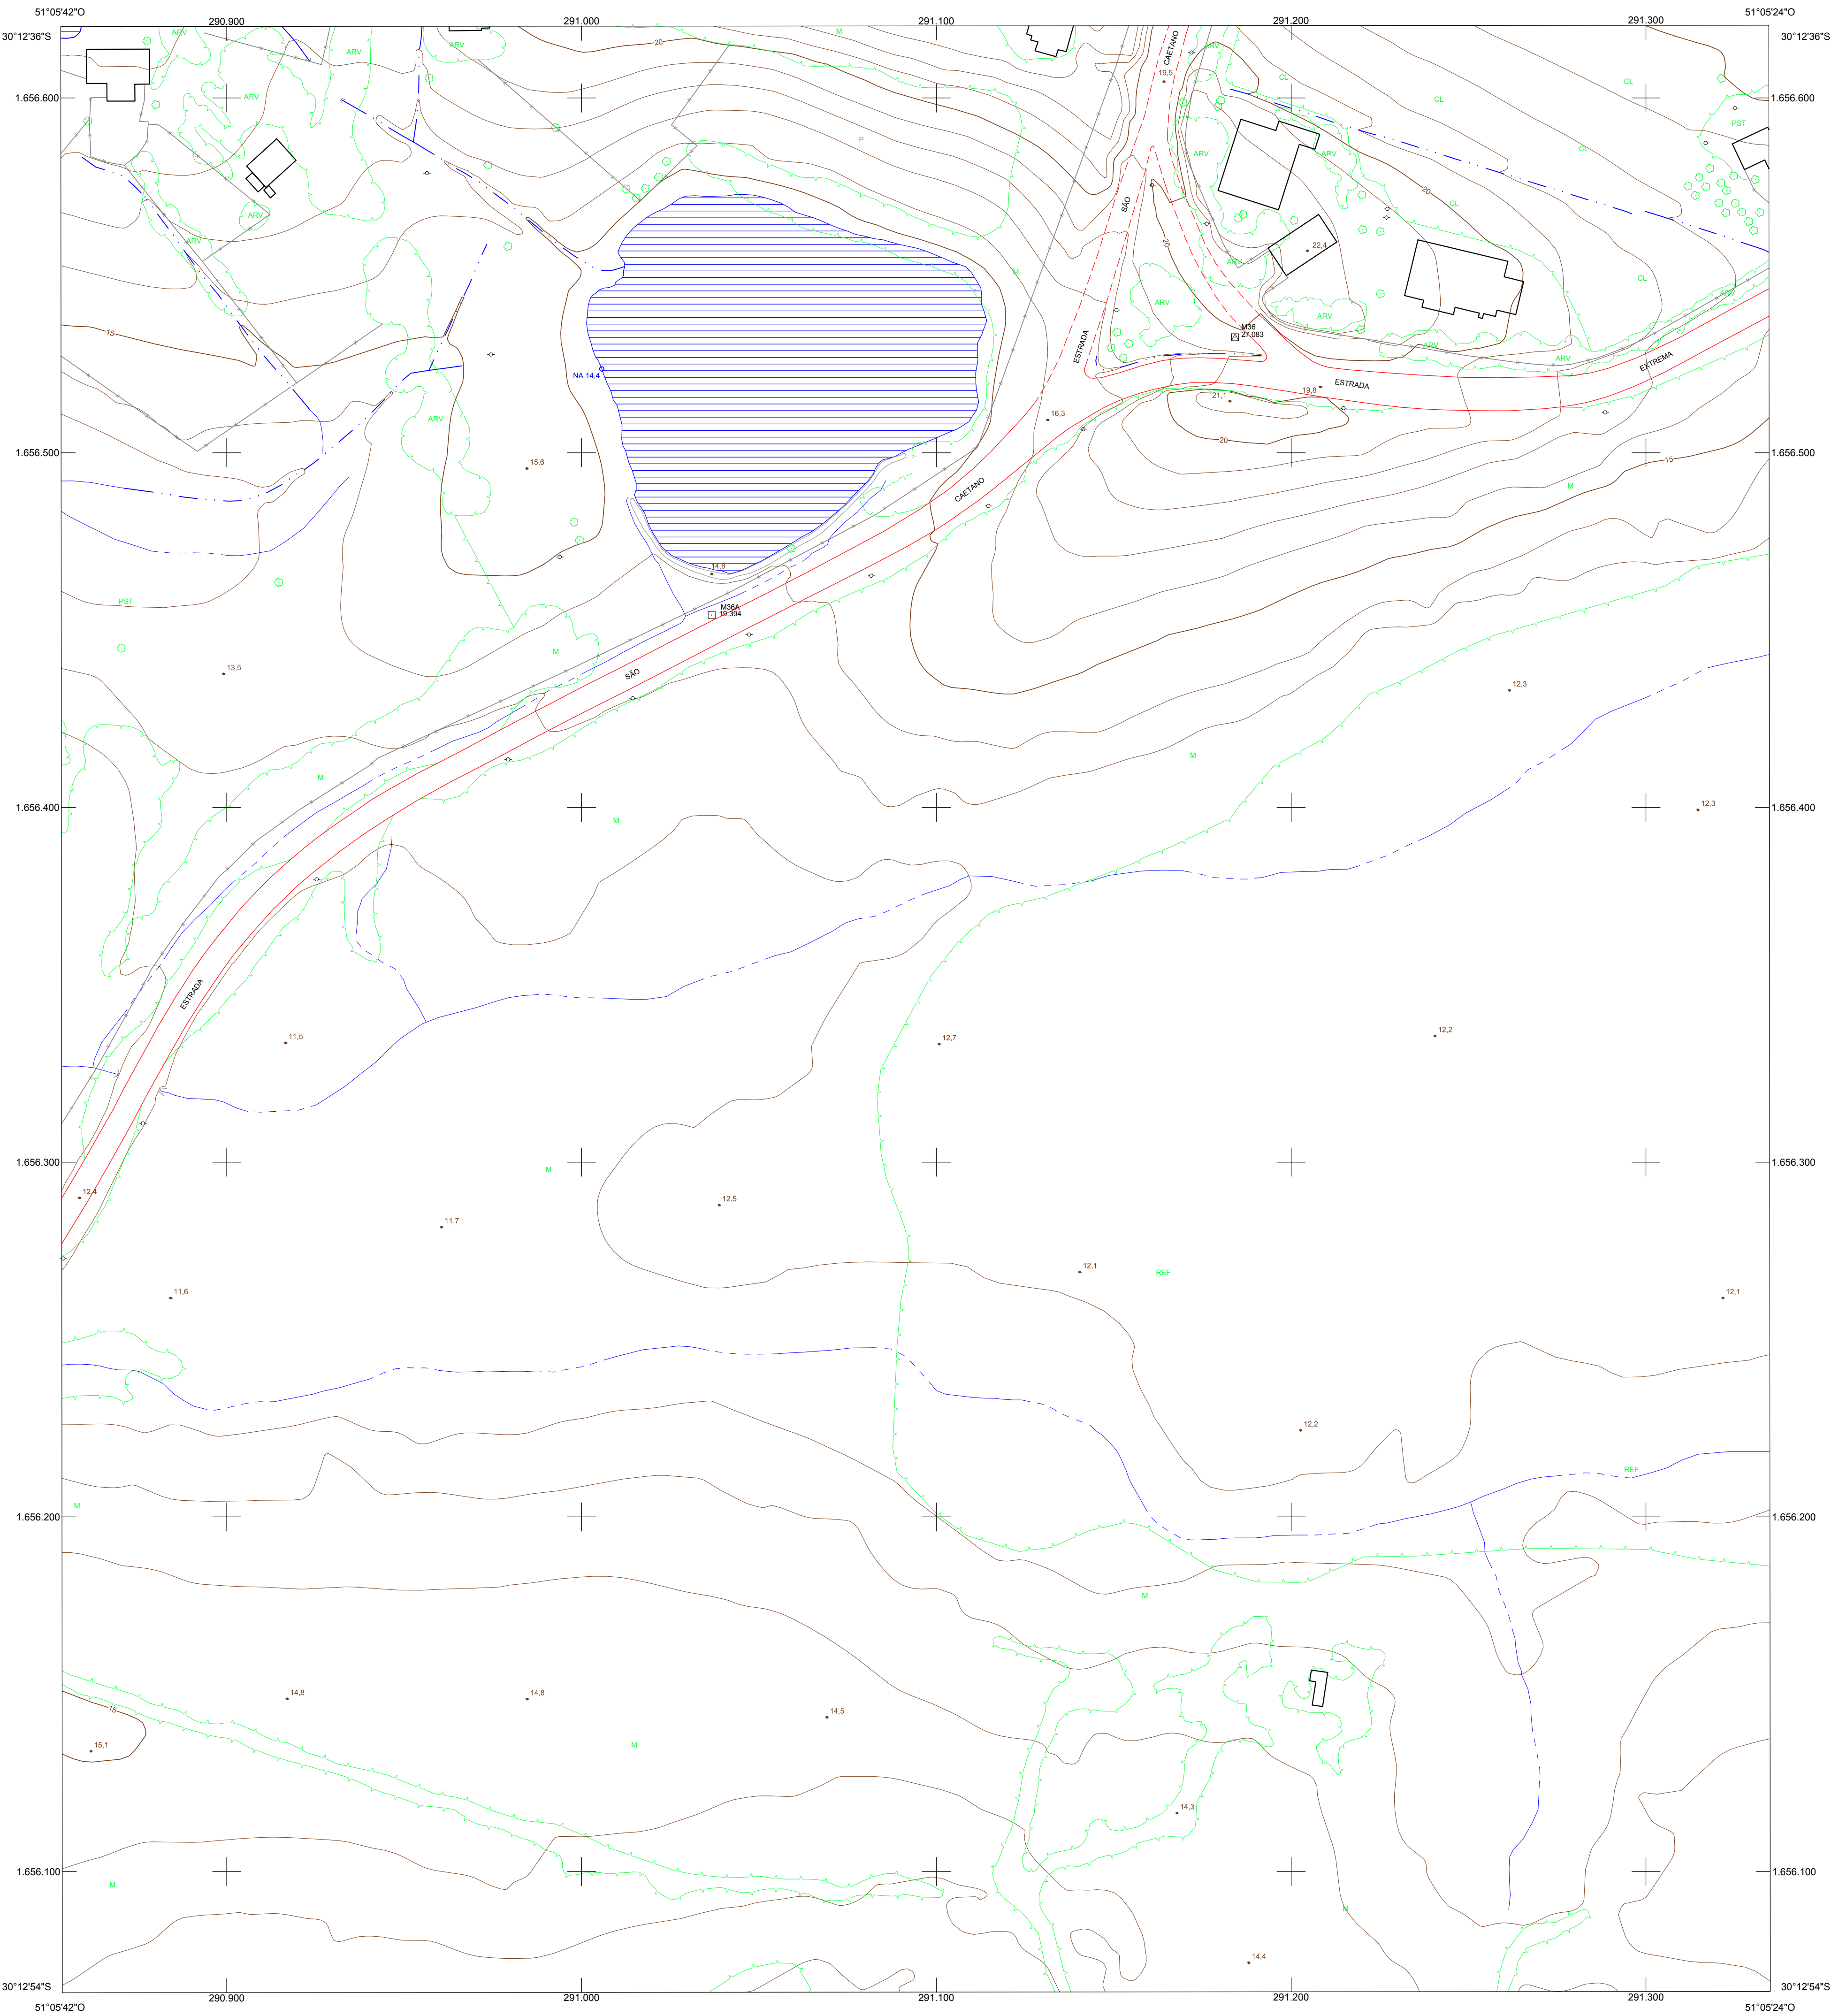 51°05'42"O
290.900
291.000
291.100
291.200
291.300
51°05'24"O
30°12'36"S
30°12'36"S
ARV
ARV
ARV
20
M
CAETANO
ARV
19,5
CL
CL
CL
1.656.600
1.656.600
ARV
P
PST
ARV
ARV
CL
20
CL
SÃO
ARV
ARV
20
22,4
ARV
M
CL
ARV
ARV
15
M36
27.083
ESTRADA
ARV
ARV
EXTREMA
NA 14,4
ESTRADA
19,8
21,1
16,3
ARV
20
1.656.500
1.656.500
15,6
15
M
CAETANO
14,8
PST
M36A
19.394
M
SÃO
13,5
12,3
M
M
12,3
1.656.400
1.656.400
M
ESTRADA
11,5
12,7
12,2
1.656.300
1.656.300
M
12,4
12,5
11,7
12,1
REF
11,6
12,1
12,2
REF
M
1.656.200
1.656.200
M
14,8
14,8
14,5
15
15,1
M
14,3
1.656.100
1.656.100
M
M
14,4
30°12'54"S
30°12'54"S
290.900
291.000
291.100
291.200
291.300
51°05'42"O
51°05'24"O